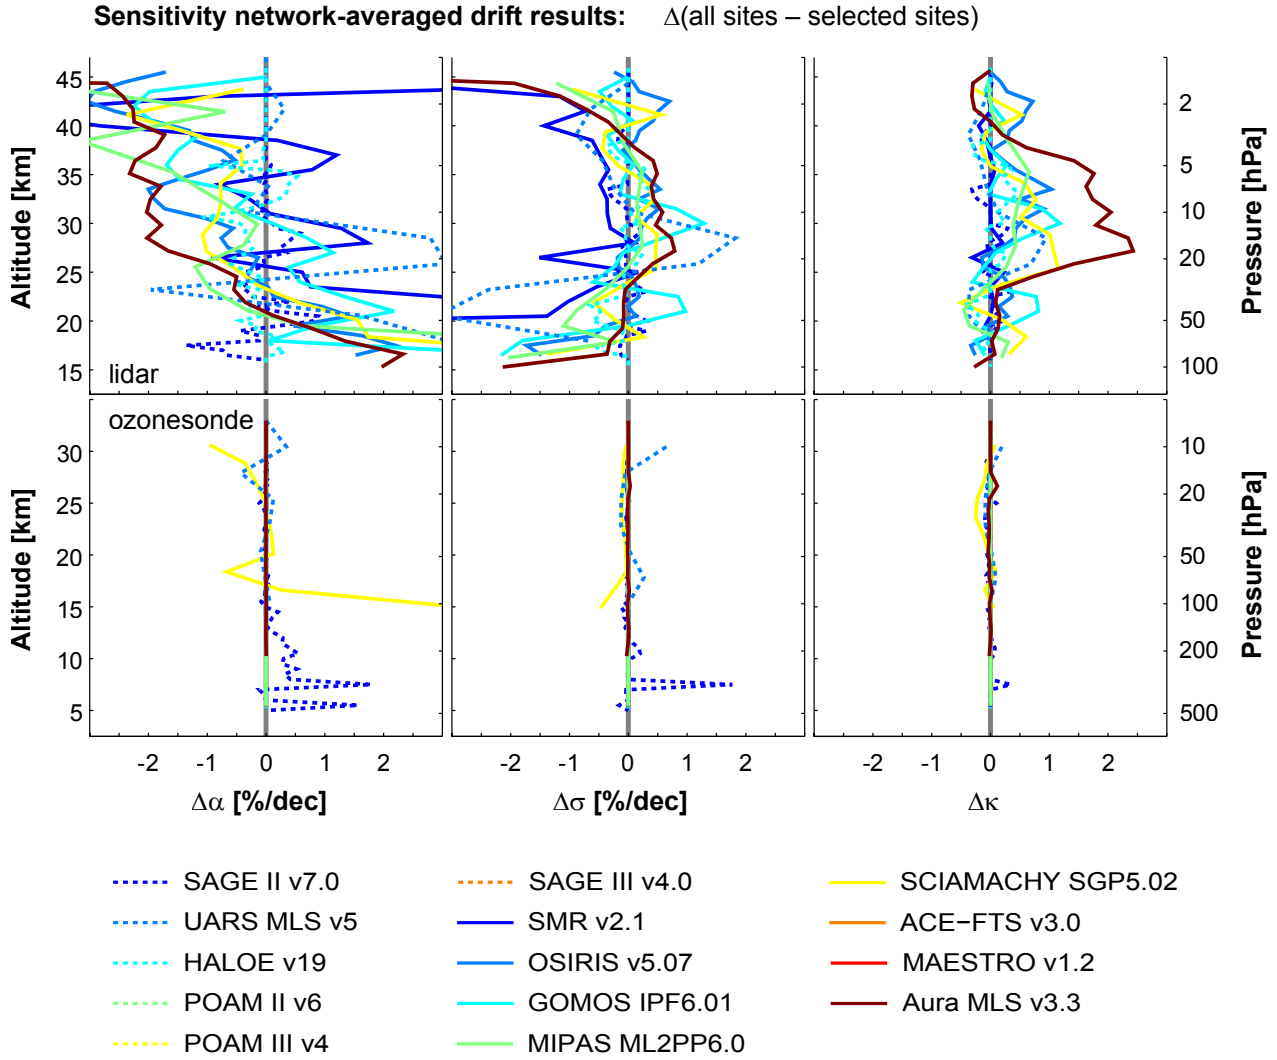 Sensitivity network-averaged drift results: Δ(all sites – selected sites)
Altitude [km]
45
40
35
30
25
20
15
lidar
2
5
10
20
50
100
Pressure [hPa]
Altitude [km]
ozonesonde
30
25
20
15
10
5
10
20
50
100
200
500
Pressure [hPa]
-2 -1 0 1 2
-2 -1 0 1 2
-2 -1 0 1 2
Δα [%/dec]
Δσ [%/dec]
Δκ
SAGE II v7.0
UARS MLS v5
HALOE v19
POAM II v6
POAM III v4
SAGE III v4.0
SMR v2.1
OSIRIS v5.07
GOMOS IPF6.01
MIPAS ML2PP6.0
SCIAMACHY SGP5.02
ACE−FTS v3.0
MAESTRO v1.2
Aura MLS v3.3